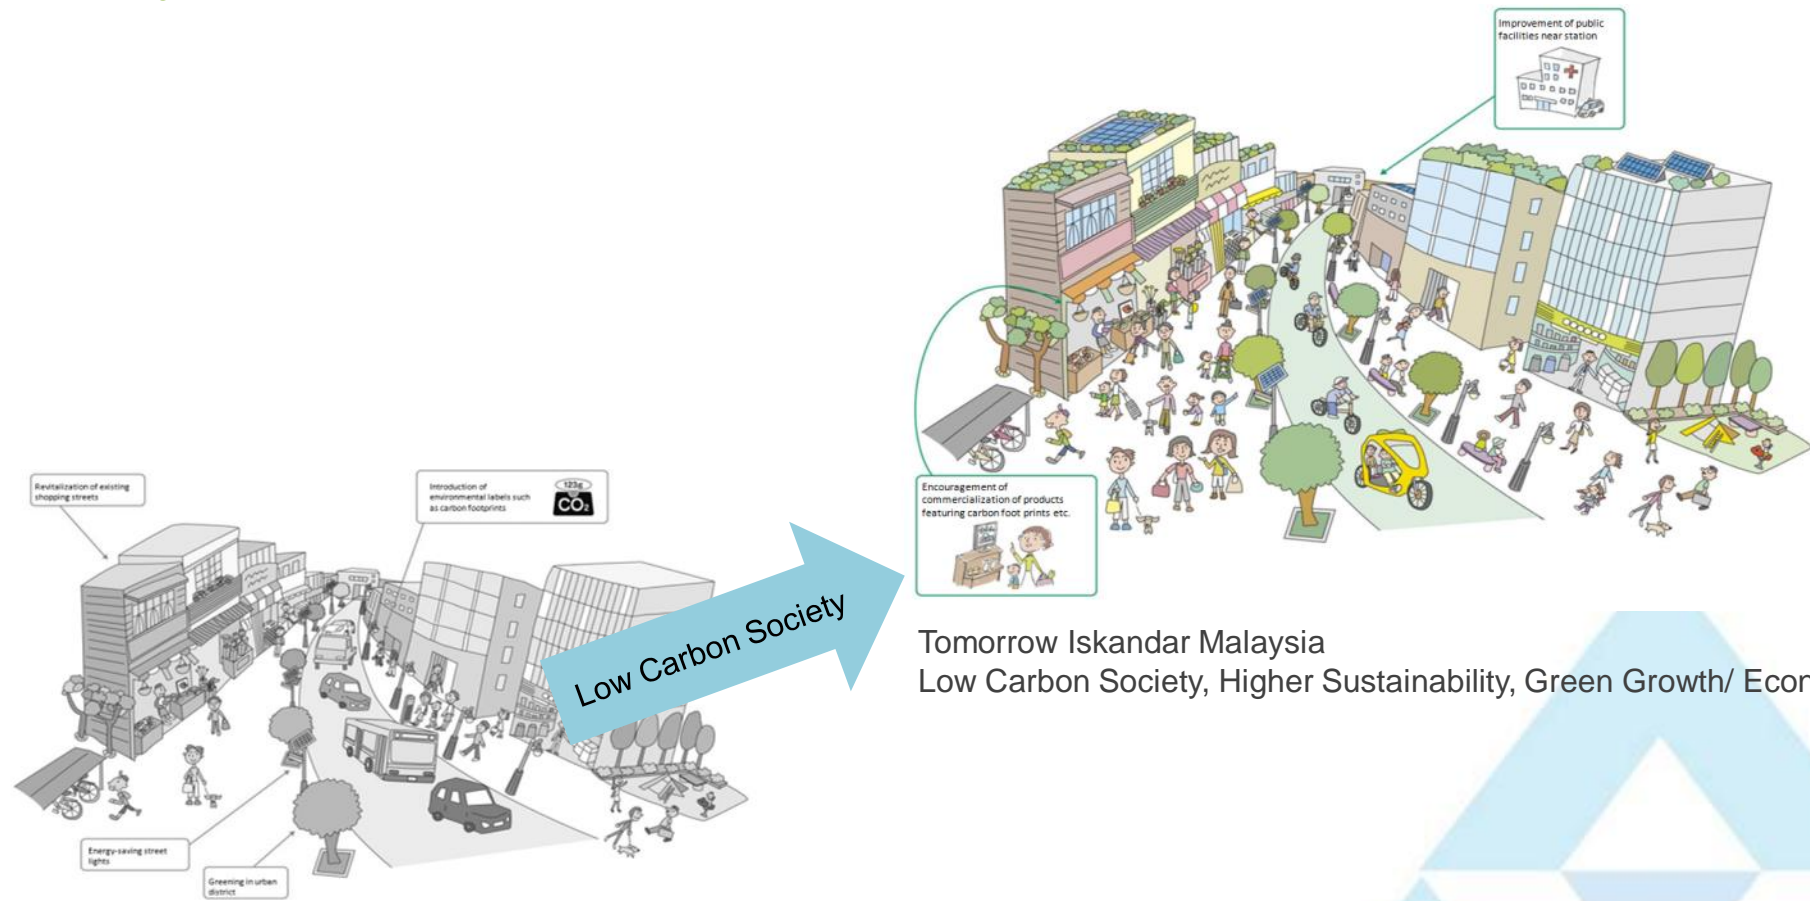 Improvement of public
facilities near station
Encouragement of
commercialization of products
featuring carbon foot prints etc.
Revitalization of existing
shopping streets
Introduction of
environmental labels such
as carbon footprints
123g
CO₂
Low Carbon Society
Tomorrow Iskandar Malaysia
Low Carbon Society, Higher Sustainability, Green Growth/ Econ
Energy-saving street
lights
Greening in urban
district